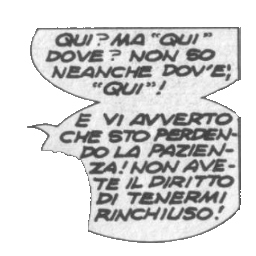 QUI? MA "QUI"
DOVE? NON SO
NEANCHE DOV'E',
"QUI"!
E VI AVVERTO
CHE STO PERDEN-
DO LA PAZIEN-
ZA! NON AVE-
TE IL DIRITTO
DI TENERMI
RINCHIUSO!